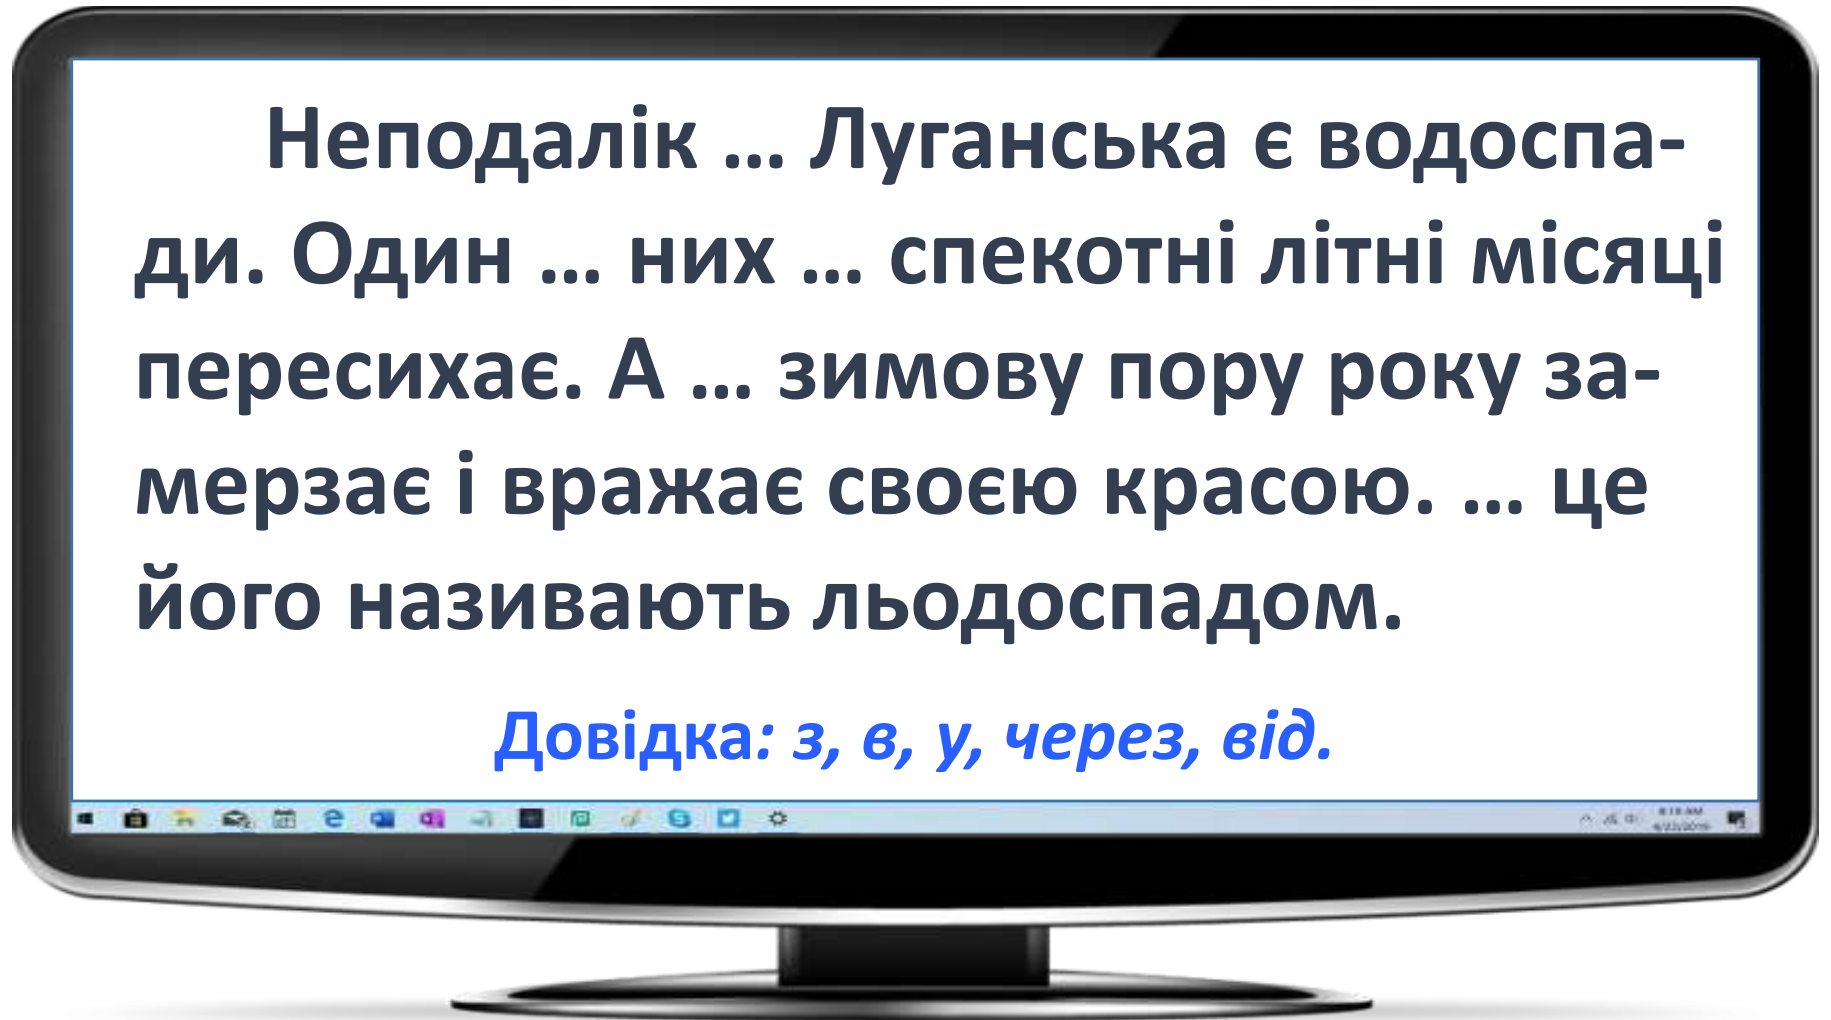 Неподалік ... Луганська є водоспа-
ди. Один ... них ... спекотні літні місяці
пересихає. А ... зимову пору року за-
мерзає і вражає своєю красою. ... це
його називають льодоспадом.
Довідка: з, в, у, через, від.